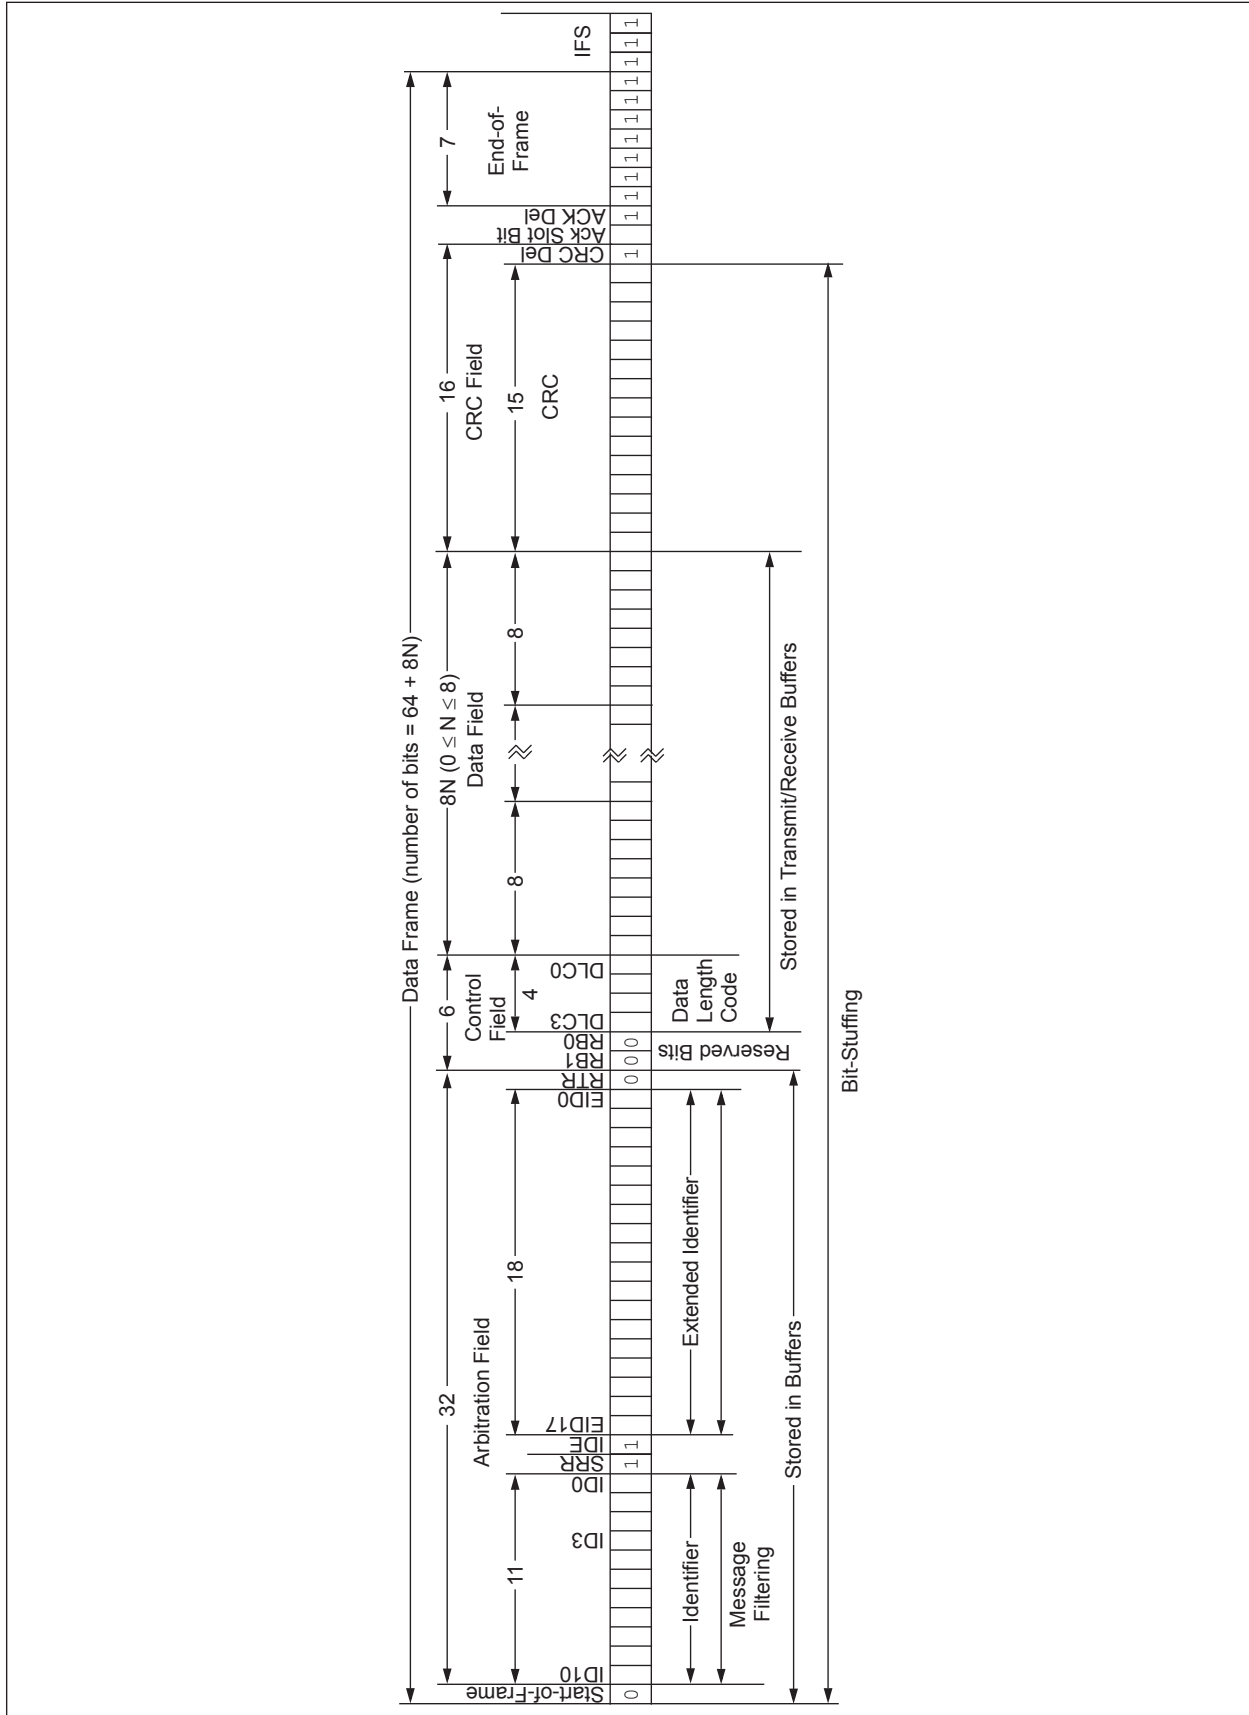 Data Frame (number of bits = 64 + 8N)
32
Arbitration Field
6
Control
Field
8N (0 ≤ N ≤ 8)
Data Field
16
CRC Field
7
End-of-
Frame
IFS
11
18
4
8
8
15
CRC
Start-of-Frame
ID10
ID3
ID0
SRR
IDE
EID17
EID0
RTR
RB1
RB0
DLC3
DLC0
CRC Del
Ack Slot Bit
ACK Del
0
1
1
0
0
0
1
1
1
1
1
1
1
1
1
1
1
1
Identifier
Extended Identifier
Message
Filtering
Reserved Bits
Data
Length
Code
Stored in Buffers
Stored in Transmit/Receive Buffers
Bit-Stuffing